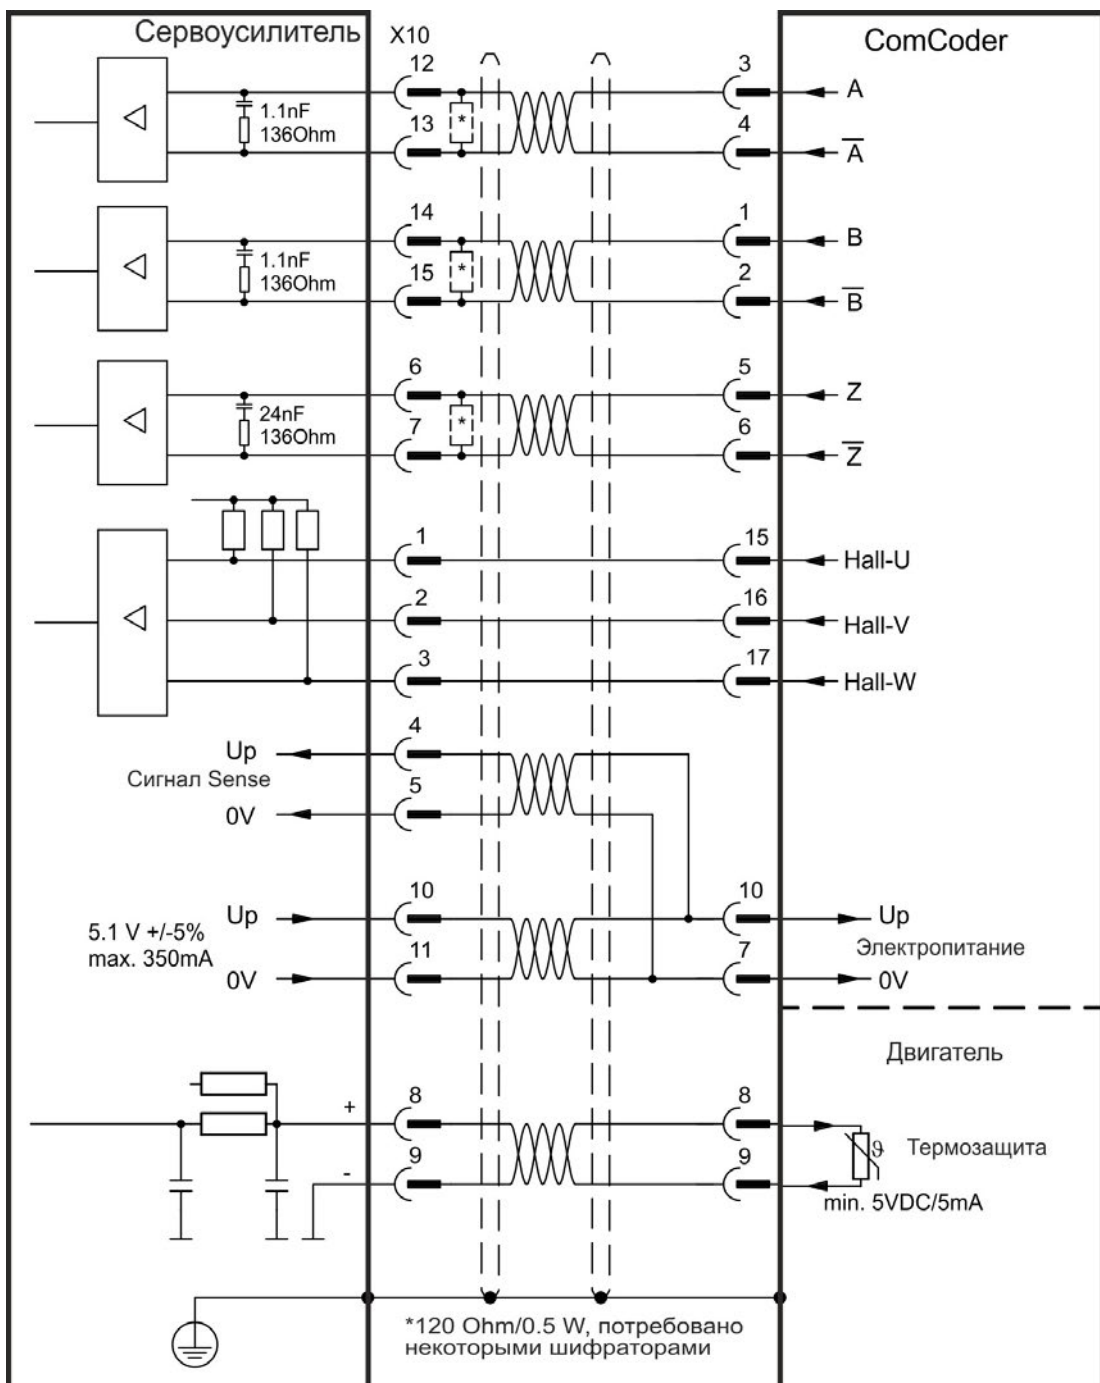 Сервоусилитель
X10
ComCoder
12
3
A
1.1nF
136Ohm
*
13
4
A
14
1
B
1.1nF
136Ohm
*
15
2
B
6
5
Z
24nF
136Ohm
*
7
6
Z
1
15
Hall-U
2
16
Hall-V
3
17
Hall-W
4
Up
Сигнал Sense
5
0V
10
10
Up
Up
5.1 V +/-5%
max. 350mA
Электропитание
11
7
0V
0V
Двигатель
8
8
+
ϑ
Термозащита
9
9
-
min. 5VDC/5mA
*120 Ohm/0.5 W, потребовано
некоторыми шифраторами